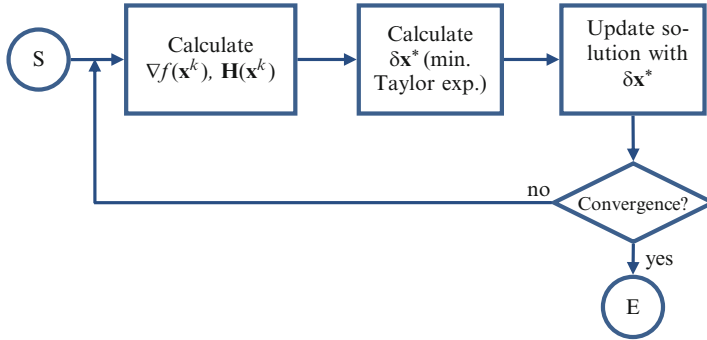 S
Calculate
∇f(x^k), H(x^k)
Calculate
δx* (min.
Taylor exp.)
Update so-
lution with
δx*
no
Convergence?
yes
E